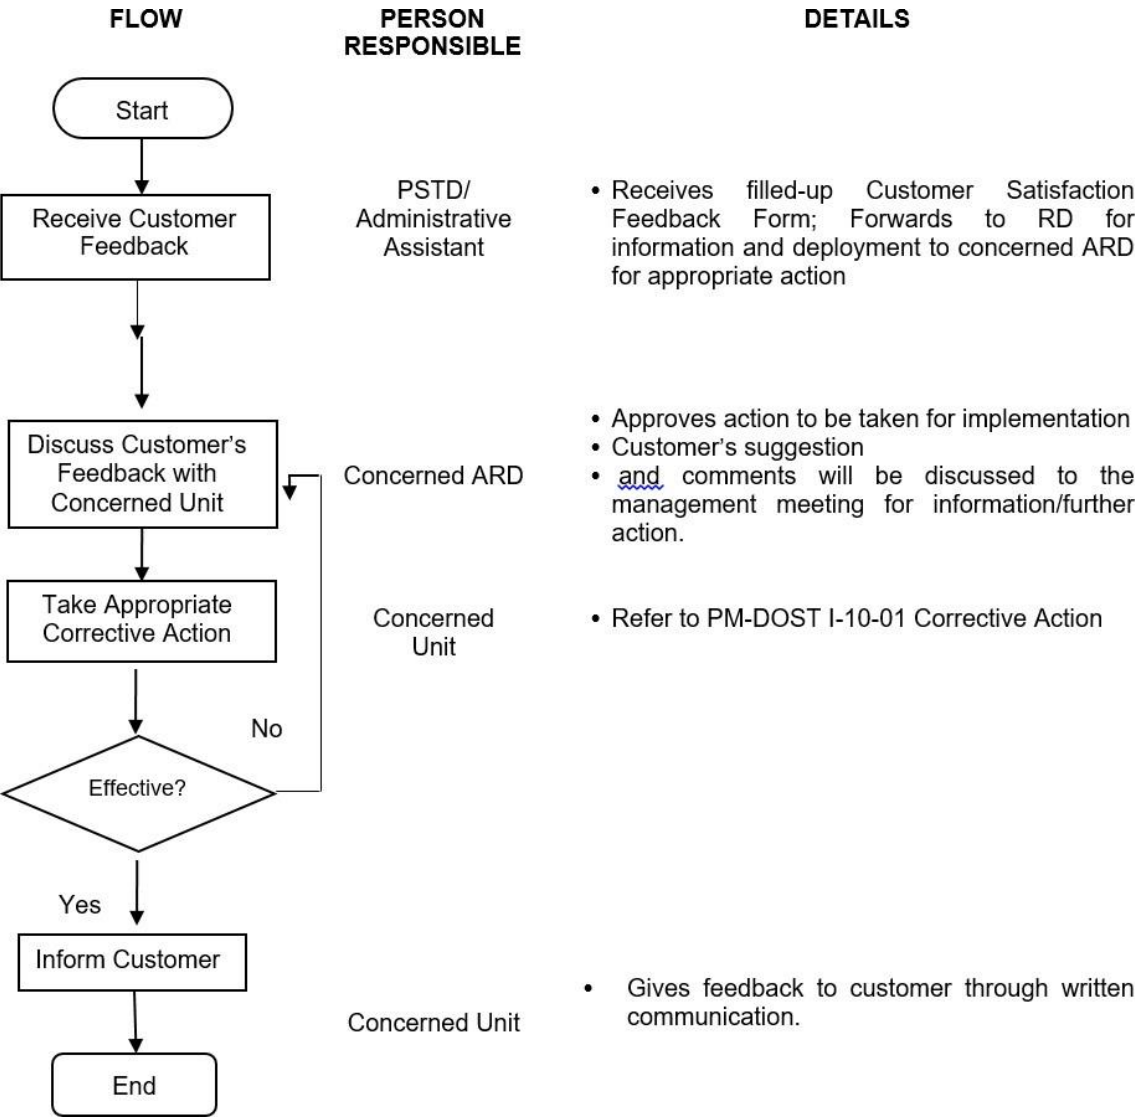 FLOW
PERSON
RESPONSIBLE
DETAILS
Start
Receive Customer
Feedback
PSTD/
Administrative
Assistant
• Receives filled-up Customer Satisfaction
Feedback Form; Forwards to RD for
information and deployment to concerned ARD
for appropriate action
Discuss Customer’s
Feedback with
Concerned Unit
Concerned ARD
• Approves action to be taken for implementation
• Customer’s suggestion
• and comments will be discussed to the
management meeting for information/further
action.
Take Appropriate
Corrective Action
Concerned
Unit
• Refer to PM-DOST I-10-01 Corrective Action
No
Effective?
Yes
Inform Customer
Concerned Unit
• Gives feedback to customer through written
communication.
End